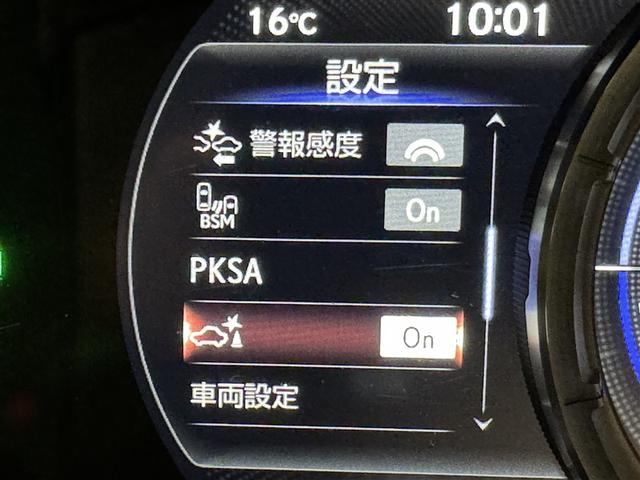 16℃ 10:01
設定
警報感度
BSM On
PKSA
On
車両設定